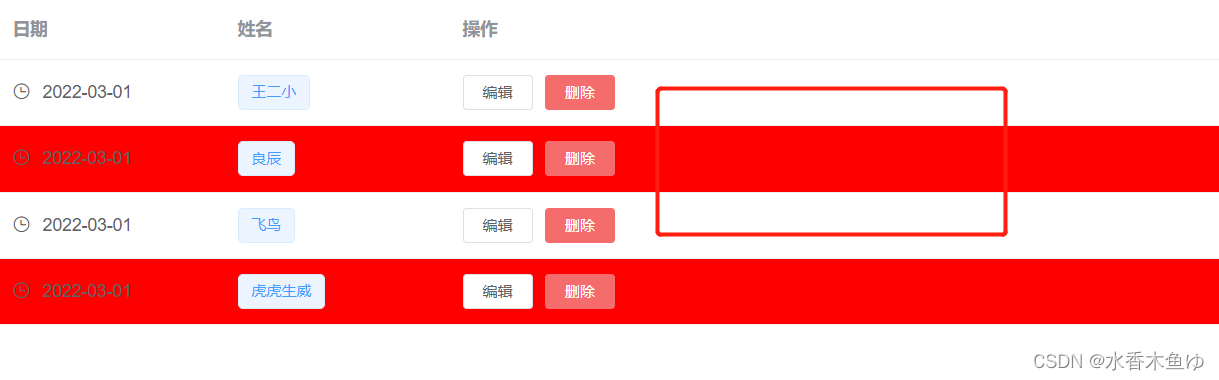 日期 姓名 操作
2022-03-01 王二小 编辑 删除
2022-03-01 良辰 编辑 删除
2022-03-01 飞鸟 编辑 删除
2022-03-01 虎虎生威 编辑 删除
CSDN @水香木鱼ゆ